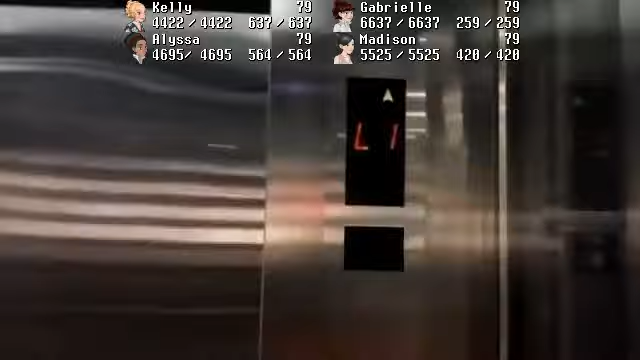 Kelly 79
4422/4422 637/637
Gabrielle 79
6637/6637 259/259
Alyssa 79
4695/4695 564/564
Madison 79
5525/5525 420/420
L1